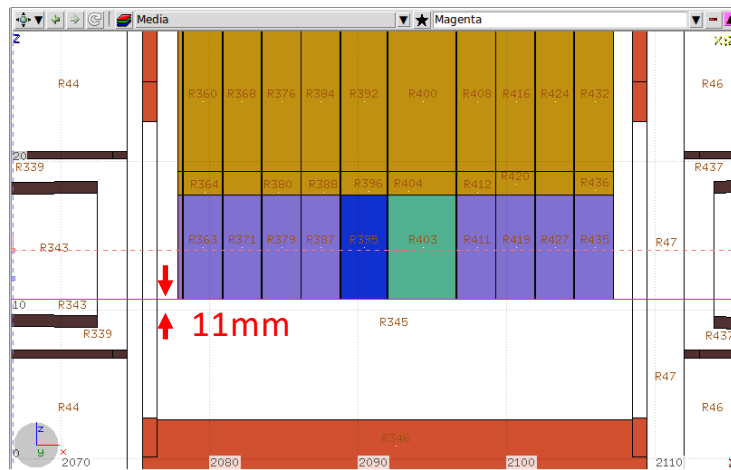 Media Magenta
Z X:Z
R44 R360 R368 R376 R384 R392 R400 R408 R416 R424 R432 R46
20
R339 R437
R364 R380 R388 R396 R404 R412 R420 R436
R343 R363 R371 R379 R387 R395 R403 R411 R419 R427 R435 R47
10 R343
11mm R345
R339 R437
R47
R44 R46
R346
z
y x
0 2070 2080 2090 2100 2110